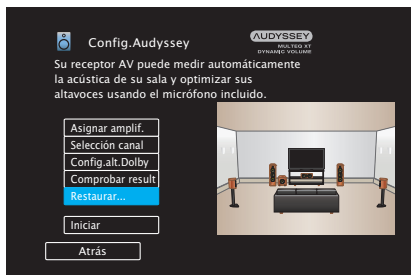 Config.Audyssey
AUDYSSEY
MULTEQ XT
DYNAMIC VOLUME
Su receptor AV puede medir automáticamente
la acústica de su sala y optimizar sus
altavoces usando el micrófono incluido.
Asignar amplif.
Selección canal
Config.alt.Dolby
Comprobar result
Restaurar...
Iniciar
Atrás